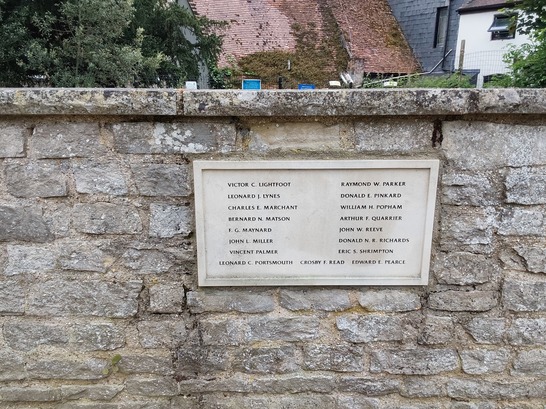 VICTOR C. LIGHTFOOT
LEONARD J. LYNES
CHARLES E. MARCHANT
BERNARD N. MATSON
F. G. MAYNARD
JOHN L. MILLER
VINCENT PALMER
RAYMOND W. PARKER
DONALD E. PINKARD
WILLIAM H. POPHAM
ARTHUR F. QUARRIER
JOHN W. REEVE
DONALD N. R. RICHARDS
ERIC S. SHRIMPTON
LEONARD C. PORTSMOUTH CROSBY F. READ EDWARD E. PEARCE